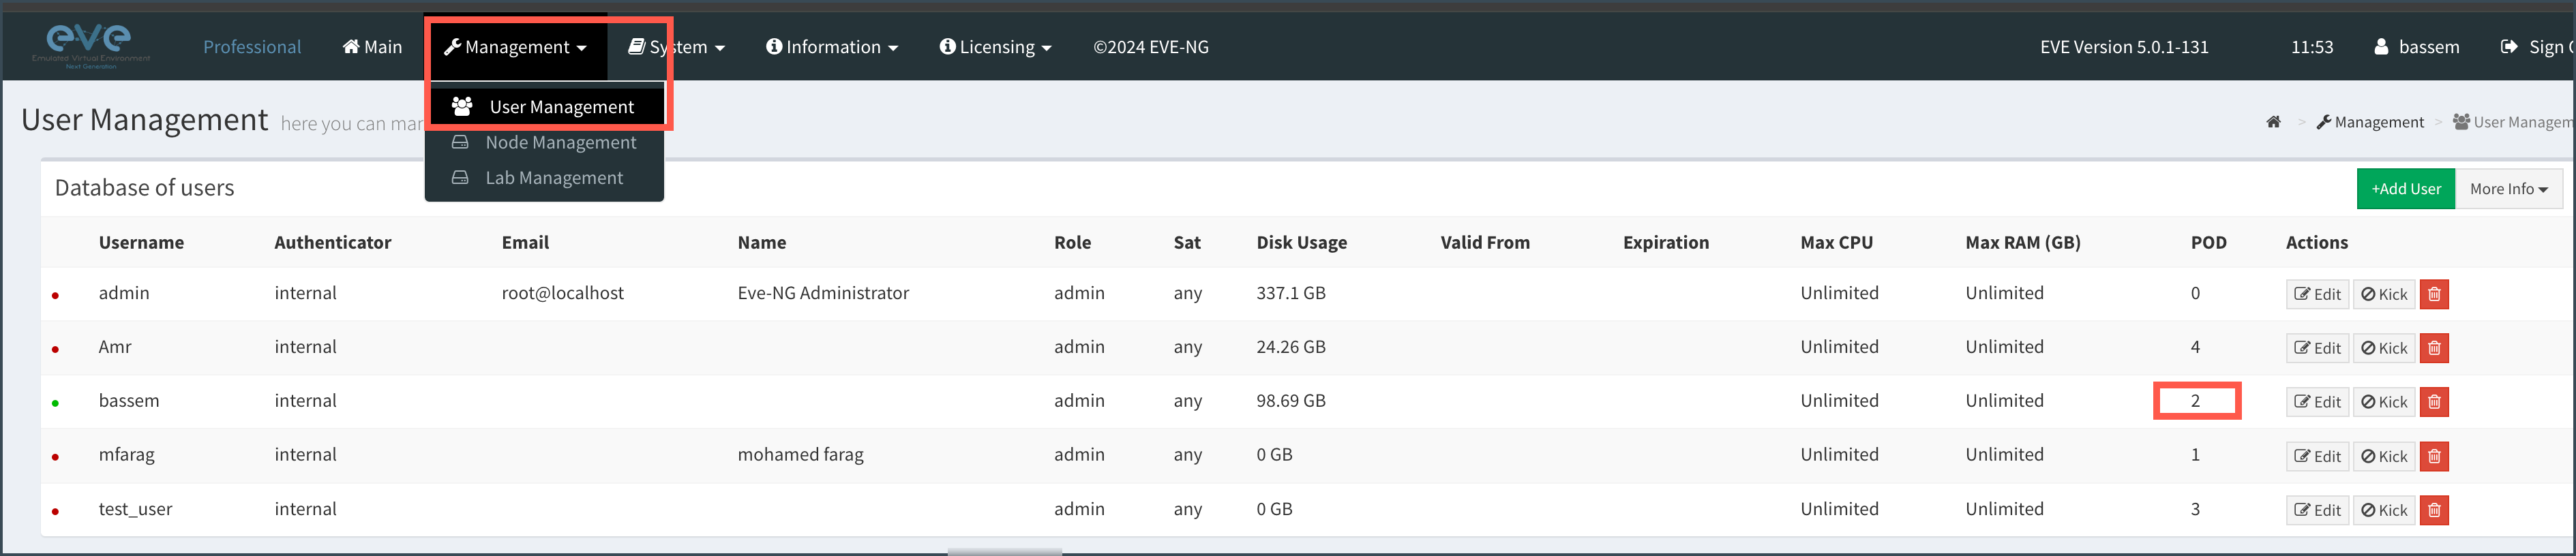 eve
Emulated Virtual Environment
Next Generation
Professional Main Management System Information Licensing ©2024 EVE-NG EVE Version 5.0.1-131 11:53 bassem Sign
User Management here you can
User Management
Node Management
Lab Management
Management User Managem
Database of users
+Add User More Info
Username Authenticator Email Name Role Sat Disk Usage Valid From Expiration Max CPU Max RAM (GB) POD Actions
admin internal root@localhost Eve-NG Administrator admin any 337.1 GB Unlimited Unlimited 0 Edit Kick
Amr internal admin any 24.26 GB Unlimited Unlimited 4 Edit Kick
bassem internal admin any 98.69 GB Unlimited Unlimited 2 Edit Kick
mfarag internal mohamed farag admin any 0 GB Unlimited Unlimited 1 Edit Kick
test_user internal admin any 0 GB Unlimited Unlimited 3 Edit Kick